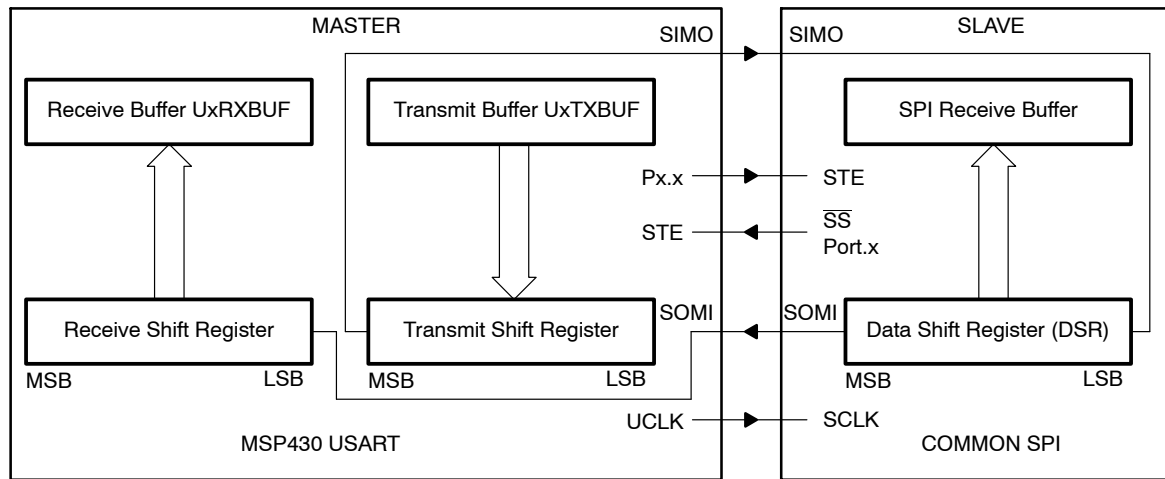 MASTER
SIMO
SIMO
SLAVE
Receive Buffer UxRXBUF
Transmit Buffer UxTXBUF
SPI Receive Buffer
Px.x
STE
STE
SS
Port.x
Receive Shift Register
Transmit Shift Register
SOMI
SOMI
Data Shift Register (DSR)
MSB
LSB
MSB
LSB
MSB
LSB
UCLK
SCLK
MSP430 USART
COMMON SPI